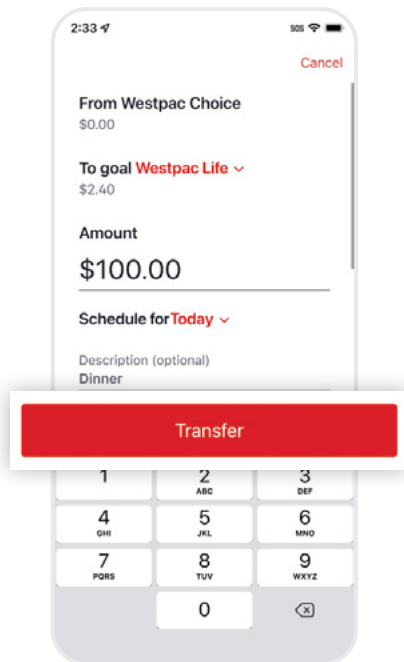 2:33 SOS
Cancel
From Westpac Choice
$0.00
To goal Westpac Life
$2.40
Amount
$100.00
Schedule for Today
Description (optional)
Dinner
Transfer
1 2 3
ABC DEF
4 5 6
GHI JKL MNO
7 8 9
PQRS TUV WXYZ
0